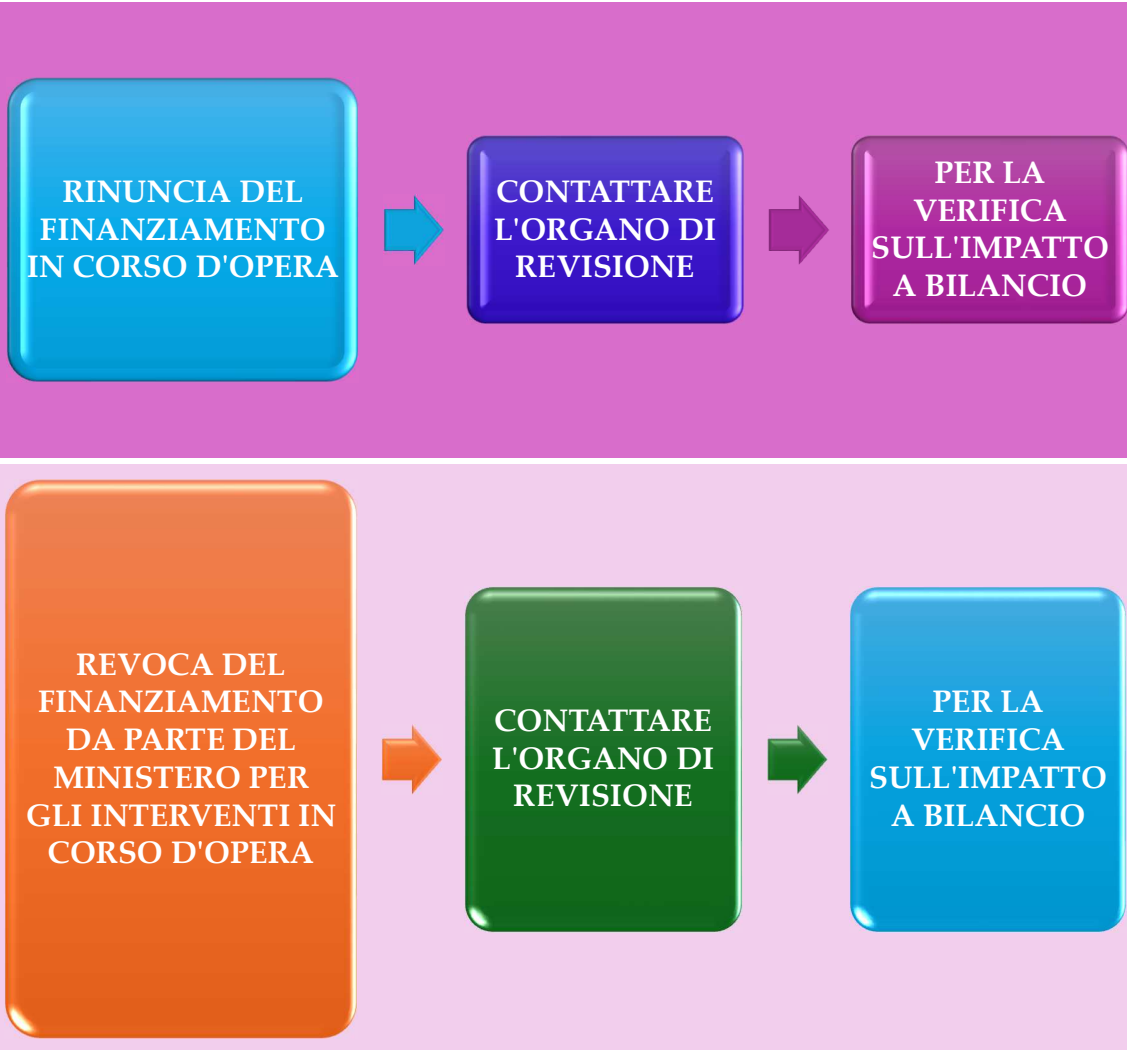 RINUNCIA DEL
FINANZIAMENTO
IN CORSO D'OPERA
CONTATTARE
L'ORGANO DI
REVISIONE
PER LA
VERIFICA
SULL'IMPATTO
A BILANCIO
REVOCA DEL
FINANZIAMENTO
DA PARTE DEL
MINISTERO PER
GLI INTERVENTI IN
CORSO D'OPERA
CONTATTARE
L'ORGANO DI
REVISIONE
PER LA
VERIFICA
SULL'IMPATTO
A BILANCIO